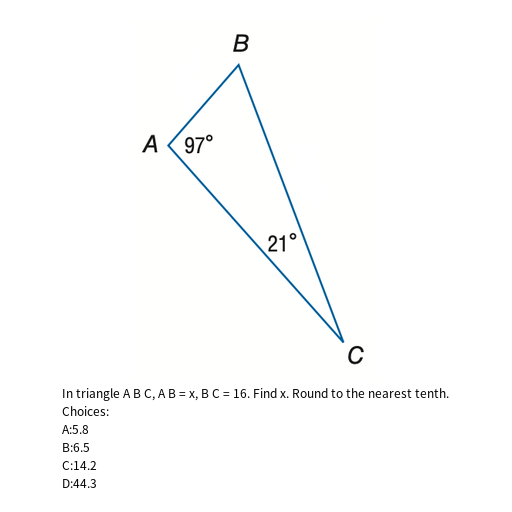 B
A 97°
21°
C
In triangle A B C, A B = x, B C = 16. Find x. Round to the nearest tenth.
Choices:
A:5.8
B:6.5
C:14.2
D:44.3